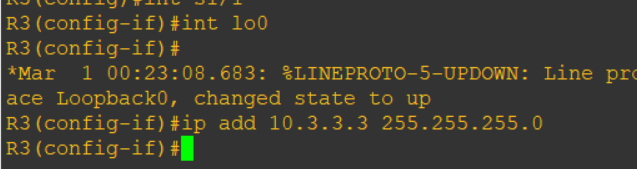 R3(config)#int s1/1
R3(config-if)#int lo0
R3(config-if)#
*Mar  1 00:23:08.683: %LINEPROTO-5-UPDOWN: Line pro
ace Loopback0, changed state to up
R3(config-if)#ip add 10.3.3.3 255.255.255.0
R3(config-if)#